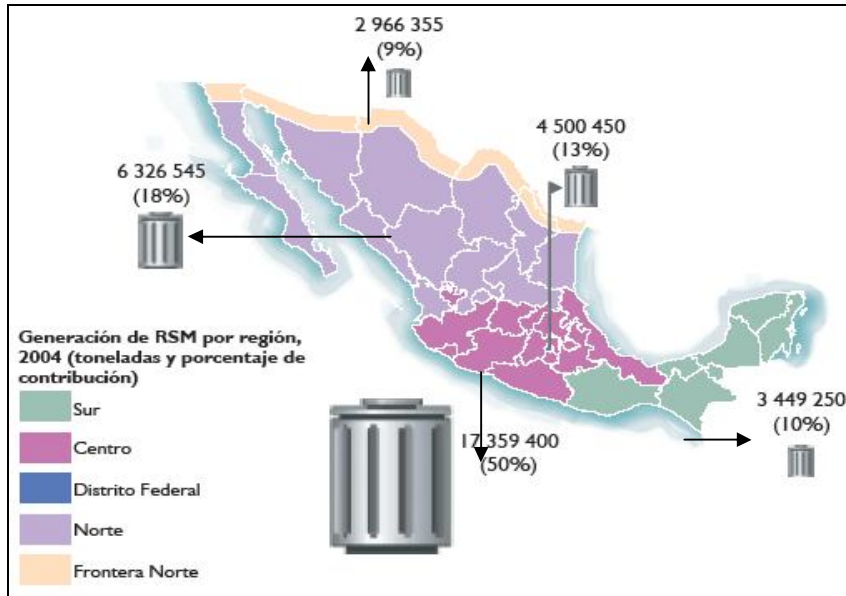 2 966 355
(9%)
4 500 450
(13%)
6 326 545
(18%)
Generación de RSM por región,
2004 (toneladas y porcentaje de
contribución)
Sur
Centro
Distrito Federal
Norte
Frontera Norte
17 359 400
(50%)
3 449 250
(10%)